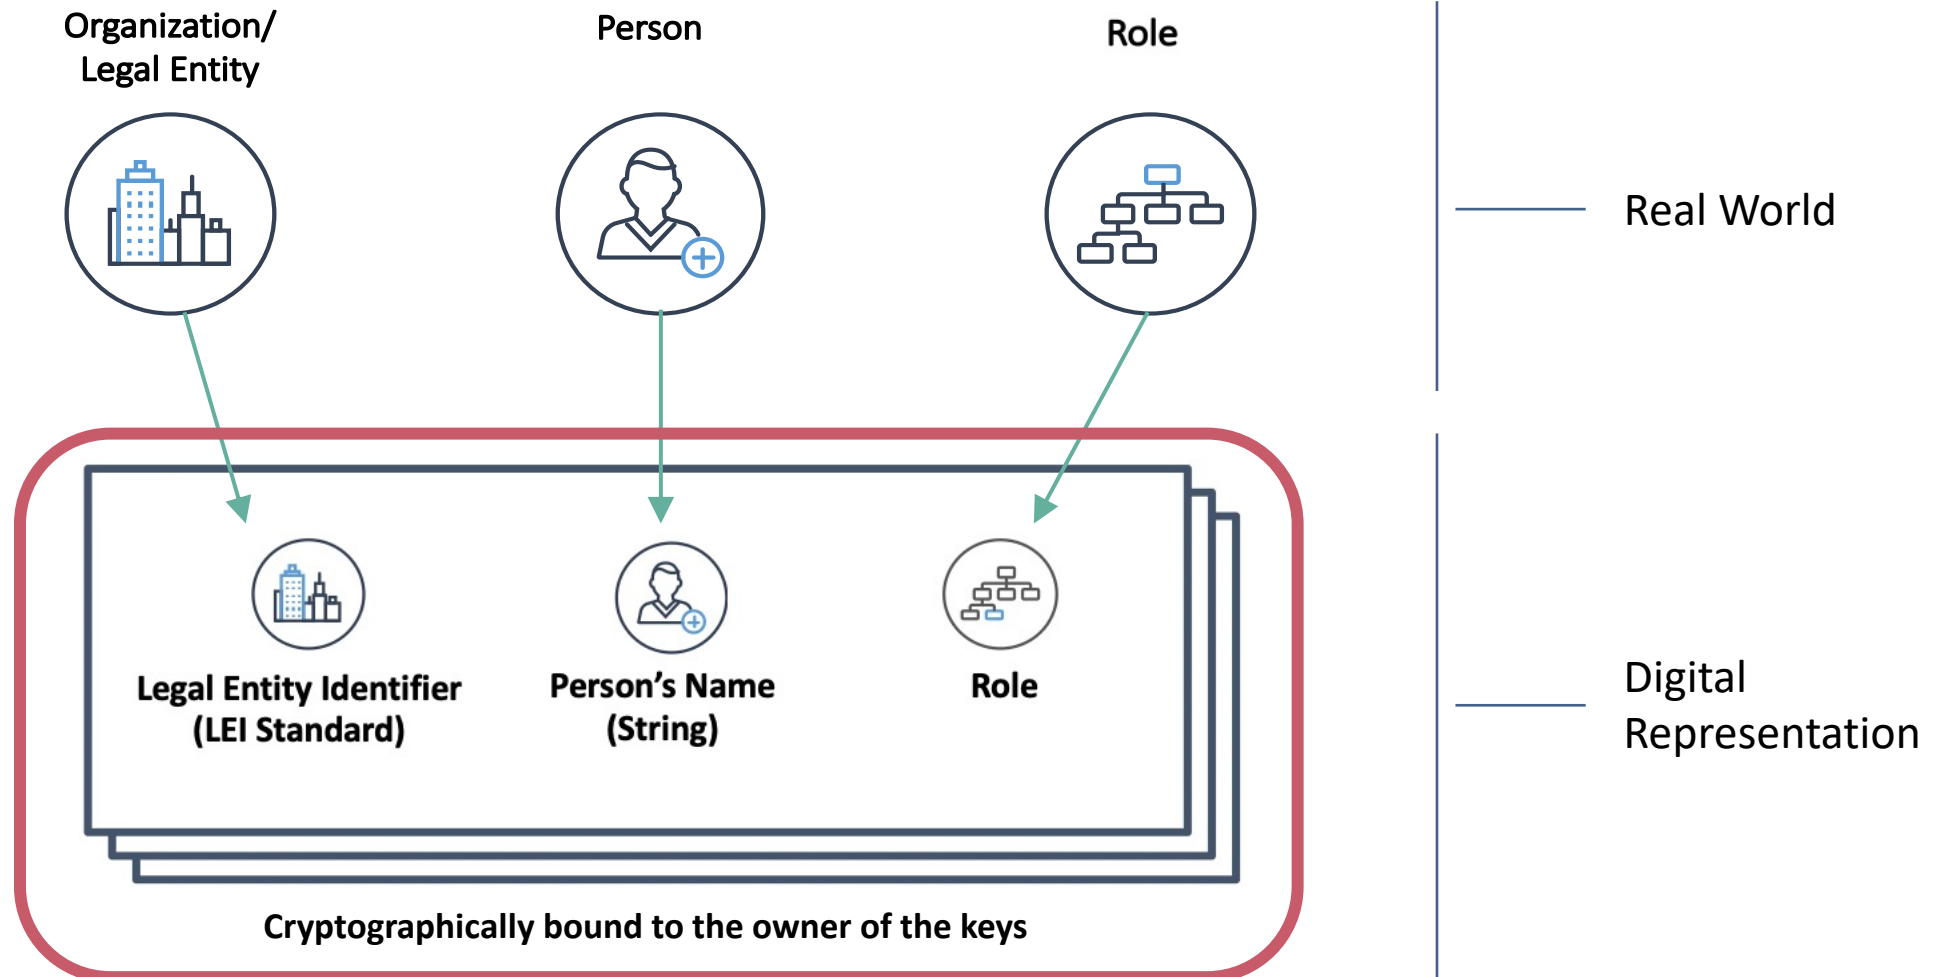 Organization/
Legal Entity
Person
Role
Real World
Legal Entity Identifier
(LEI Standard)
Person’s Name
(String)
Role
Digital
Representation
Cryptographically bound to the owner of the keys